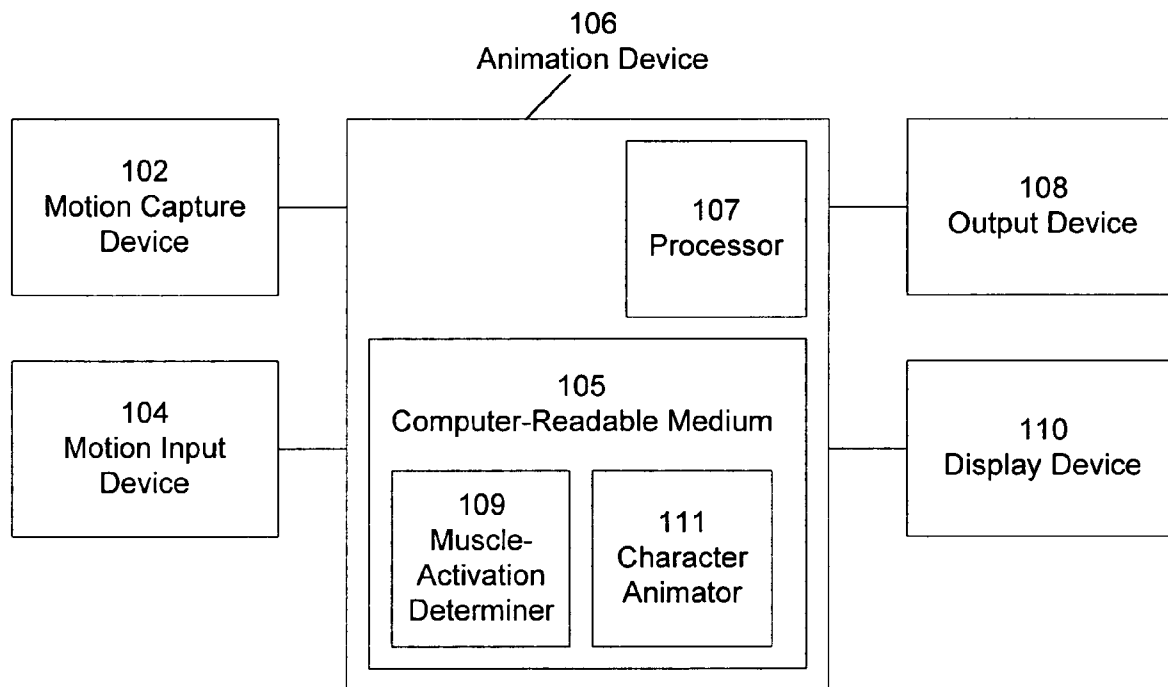 106
Animation Device
102
Motion Capture
Device
107
Processor
108
Output Device
104
Motion Input
Device
105
Computer-Readable Medium
109
Muscle-
Activation
Determiner
111
Character
Animator
110
Display Device